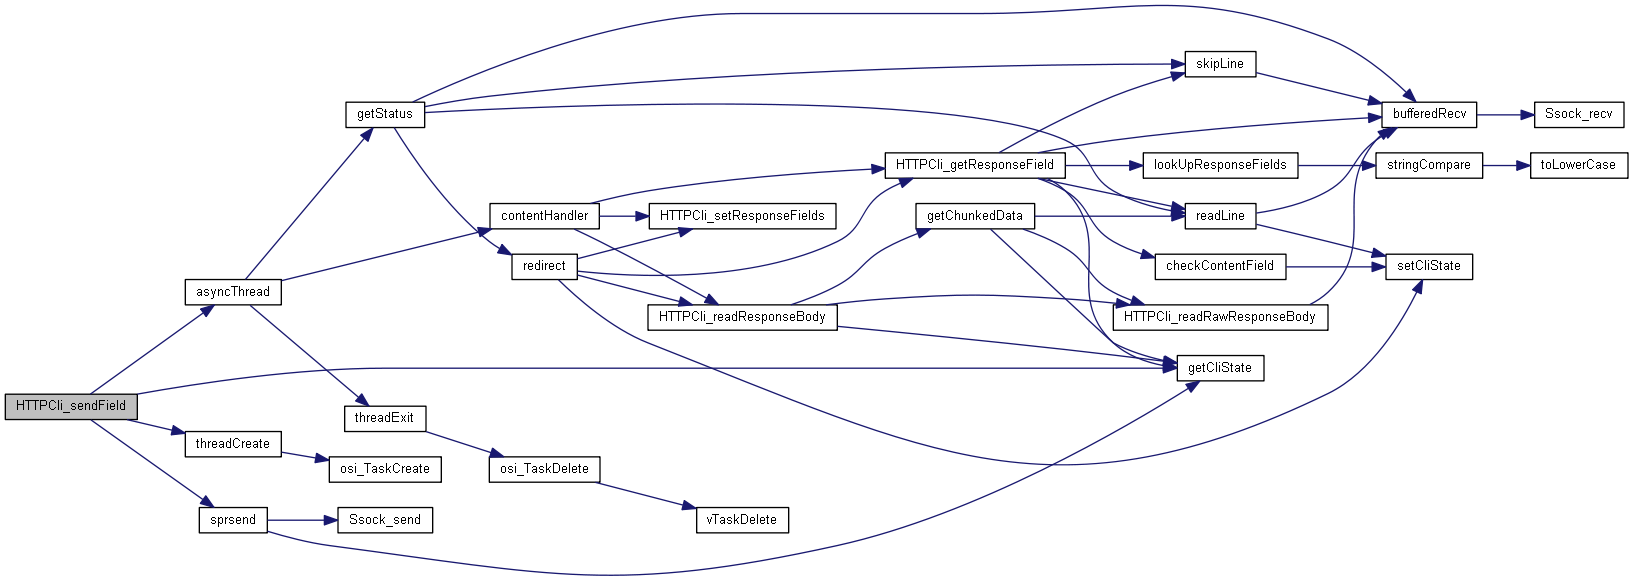 skipLine
getStatus
bufferedRecv
Ssock_recv
HTTPCli_getResponseField
lookUpResponseFields
stringCompare
toLowerCase
contentHandler
HTTPCli_setResponseFields
getChunkedData
readLine
redirect
checkContentField
setCliState
asyncThread
HTTPCli_readResponseBody
HTTPCli_readRawResponseBody
getCliState
HTTPCli_sendField
threadExit
threadCreate
osi_TaskCreate
osi_TaskDelete
sprsend
Ssock_send
vTaskDelete